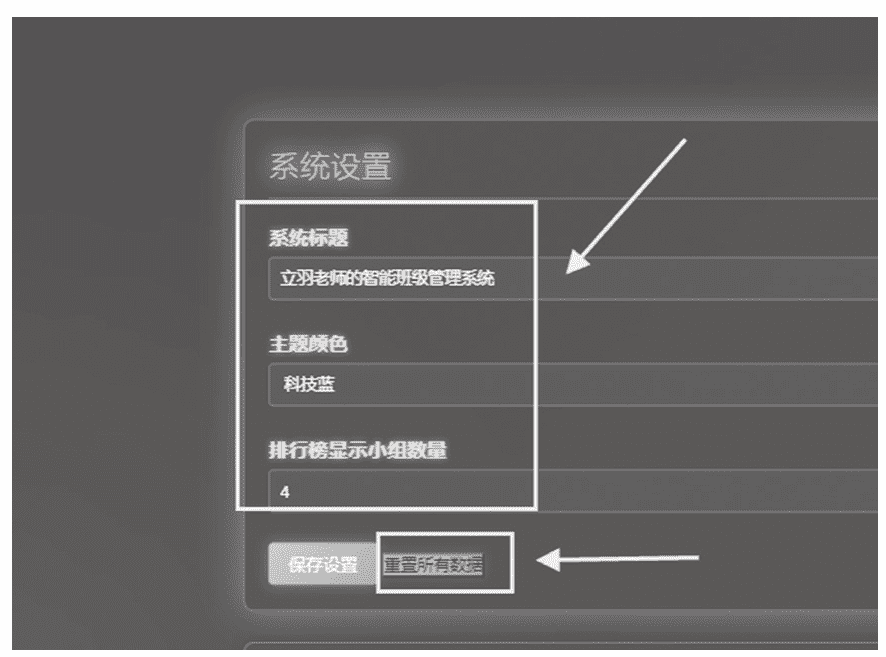 系统设置
系统标题
立羽老师的智能班级管理系统
主题颜色
科技蓝
排行榜显示小组数量
4
保存设置 重置所有数据